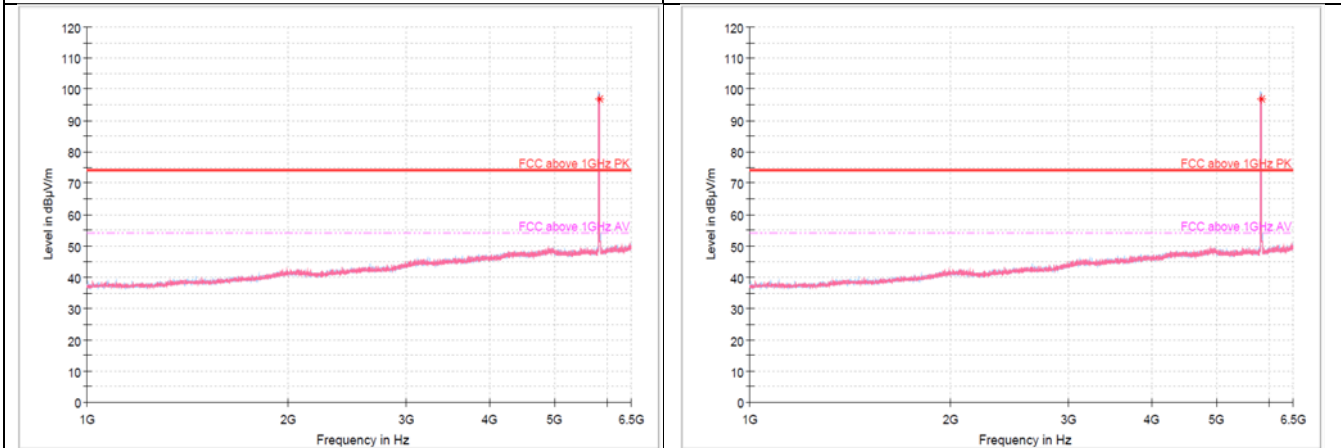 120
110
100
90
80
70
60
50
40
30
20
10
0
Level in dBµV/m
FCC above 1GHz PK
FCC above 1GHz AV
1G 2G 3G 4G 5G 6.5G
Frequency in Hz
120
110
100
90
80
70
60
50
40
30
20
10
0
Level in dBµV/m
FCC above 1GHz PK
FCC above 1GHz AV
1G 2G 3G 4G 5G 6.5G
Frequency in Hz